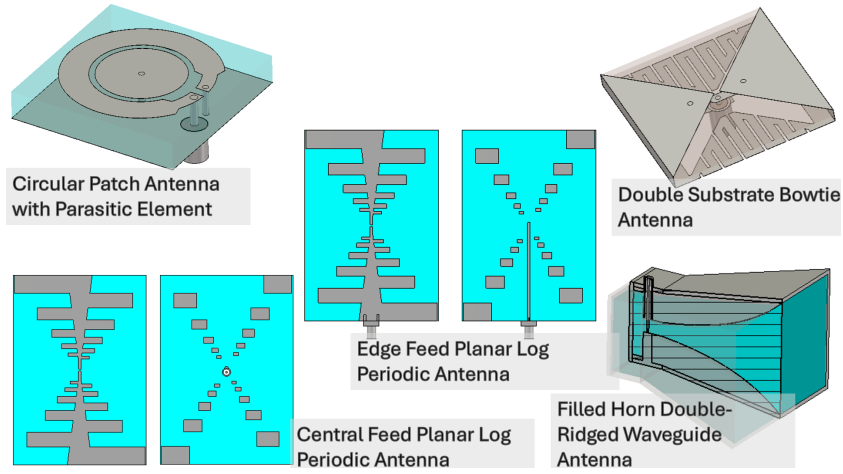 Circular Patch Antenna
with Parasitic Element
Double Substrate Bowtie
Antenna
Edge Feed Planar Log
Periodic Antenna
Central Feed Planar Log
Periodic Antenna
Filled Horn Double-
Ridged Waveguide
Antenna